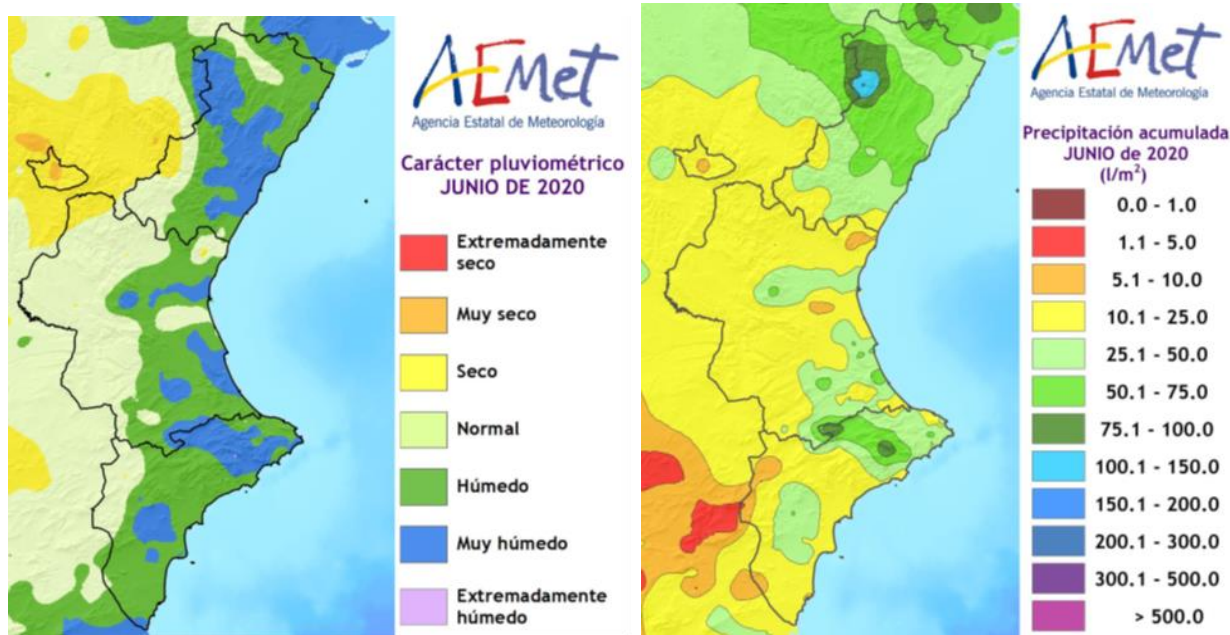 AEMet
Agencia Estatal de Meteorología
Carácter pluviométrico
JUNIO DE 2020
Extremadamente
seco
Muy seco
Seco
Normal
Húmedo
Muy húmedo
Extremadamente
húmedo
AEMet
Agencia Estatal de Meteorología
Precipitación acumulada
JUNIO de 2020
(l/m²)
0.0 - 1.0
1.1 - 5.0
5.1 - 10.0
10.1 - 25.0
25.1 - 50.0
50.1 - 75.0
75.1 - 100.0
100.1 - 150.0
150.1 - 200.0
200.1 - 300.0
300.1 - 500.0
> 500.0